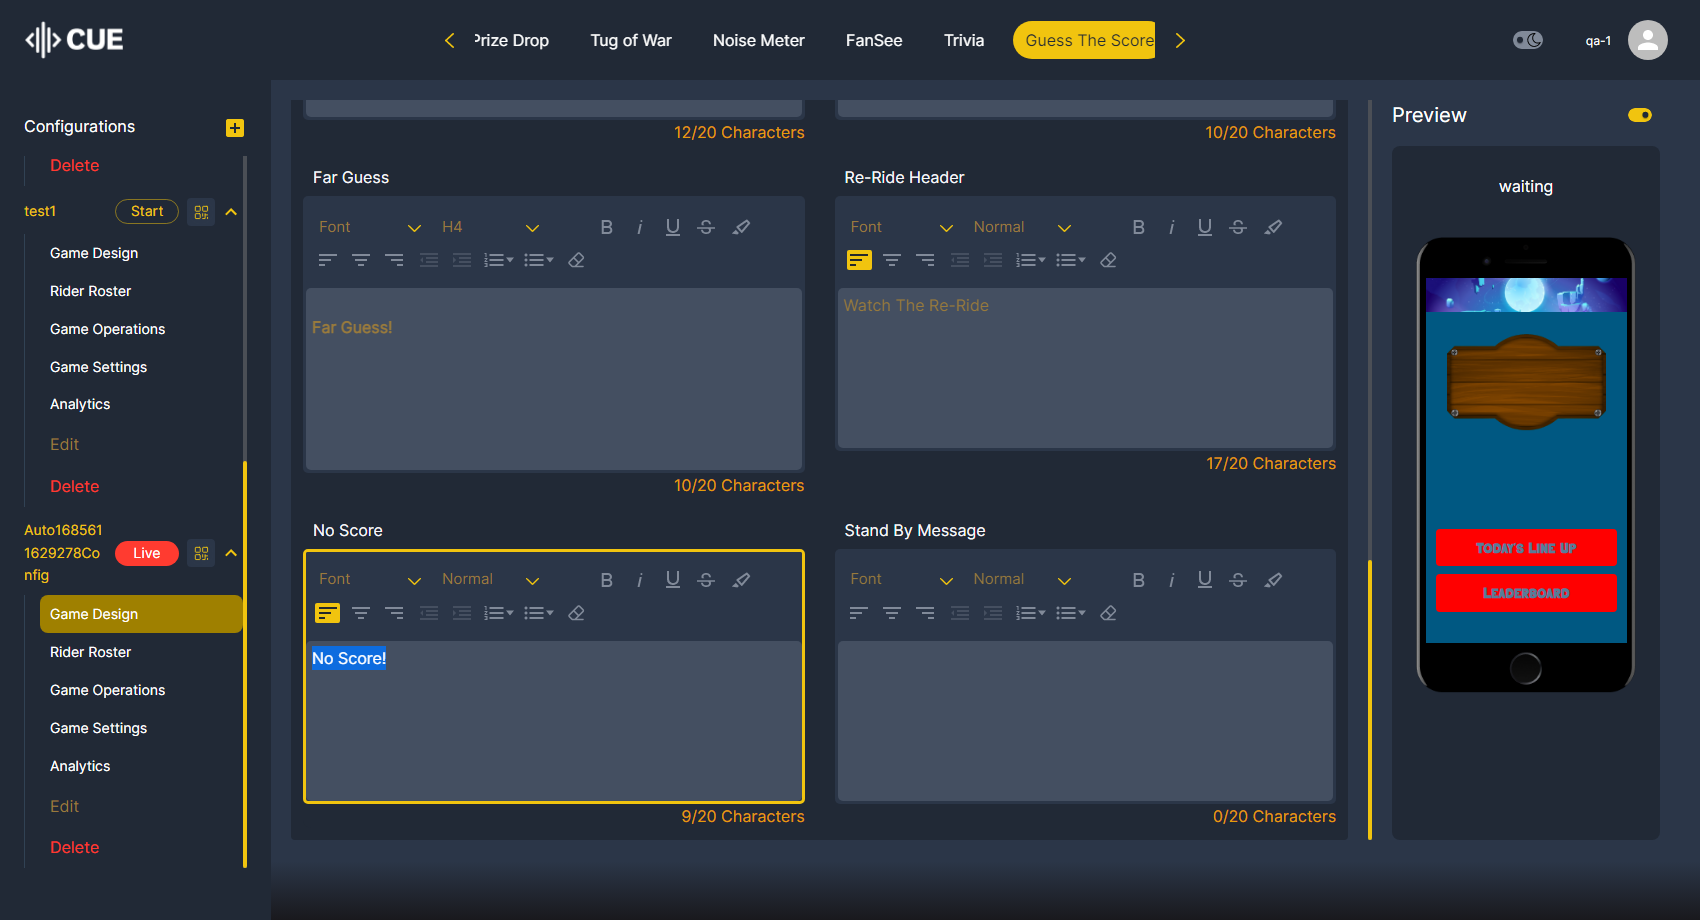 CUE
Prize Drop
Tug of War
Noise Meter
FanSee
Trivia
Guess The Score
qa-1
Configurations
Delete
test1
Start
Game Design
Rider Roster
Game Operations
Game Settings
Analytics
Edit
Delete
Auto168561
1629278Co
nfig
Live
Game Design
Rider Roster
Game Operations
Game Settings
Analytics
Edit
Delete
12/20 Characters
10/20 Characters
Far Guess
Font
H4
B i U S
Far Guess!
10/20 Characters
Re-Ride Header
Font
Normal
B i U S
Watch The Re-Ride
17/20 Characters
No Score
Font
Normal
B i U S
No Score!
9/20 Characters
Stand By Message
Font
Normal
B i U S
0/20 Characters
Preview
waiting
Today's Line Up
Leaderboard